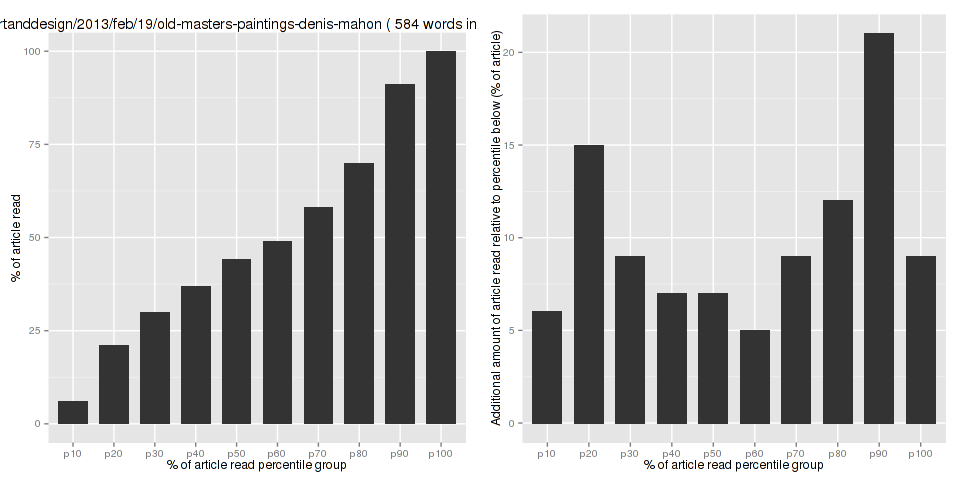 rtanddesign/2013/feb/19/old-masters-paintings-denis-mahon ( 584 words in
% of article read
100
75
50
25
0
p10 p20 p30 p40 p50 p60 p70 p80 p90 p100
% of article read percentile group
Additional amount of article read relative to percentile below (% of article)
20
15
10
5
0
p10 p20 p30 p40 p50 p60 p70 p80 p90 p100
% of article read percentile group